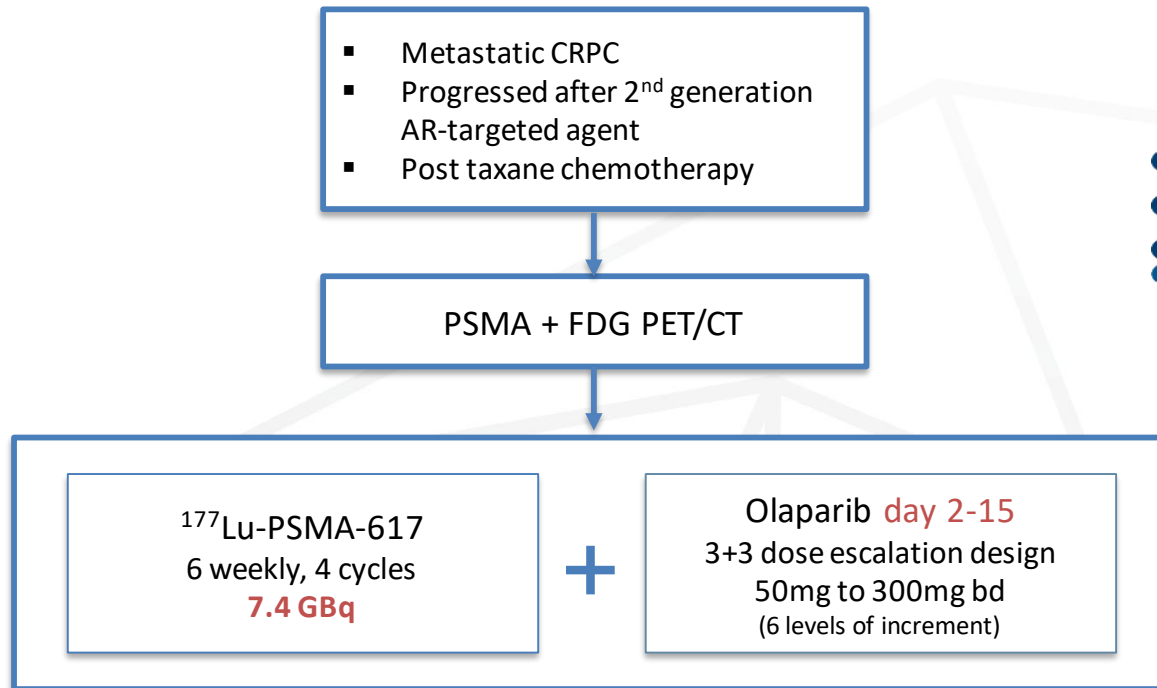 ▪ Metastatic CRPC
▪ Progressed after 2nd generation
AR-targeted agent
▪ Post taxane chemotherapy
PSMA + FDG PET/CT
177Lu-PSMA-617
6 weekly, 4 cycles
7.4 GBq
+
Olaparib day 2-15
3+3 dose escalation design
50mg to 300mg bd
(6 levels of increment)